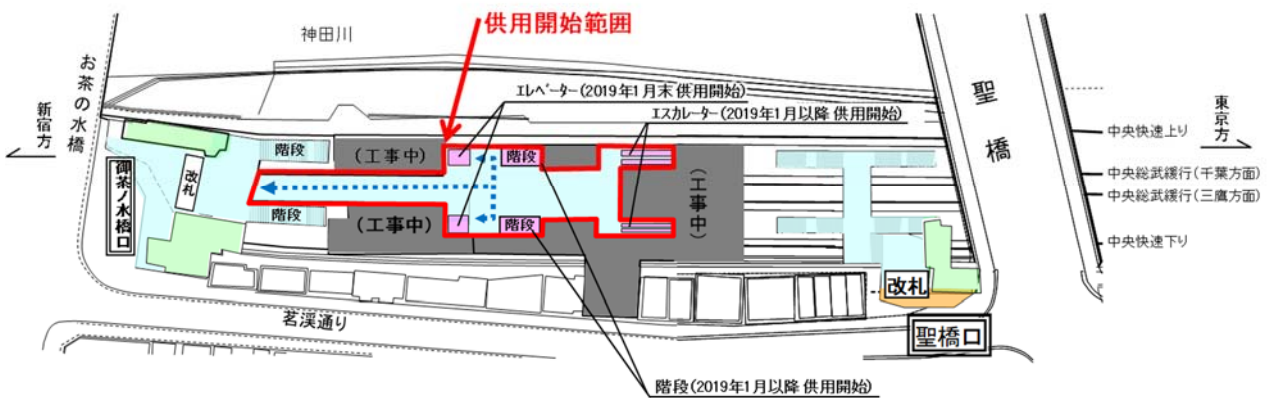 供用開始範囲
神田川
お茶の水橋
新宿方
エレベーター(2019年1月末 供用開始)
エスカレーター(2019年1月以降 供用開始)
聖橋
東京方
中央快速上り
中央総武緩行(千葉方面)
中央総武緩行(三鷹方面)
中央快速下り
階段
(工事中)
階段
改札
御茶ノ水橋口
階段
(工事中)
階段
(工事中)
改札
聖橋口
茗渓通り
階段(2019年1月以降 供用開始)